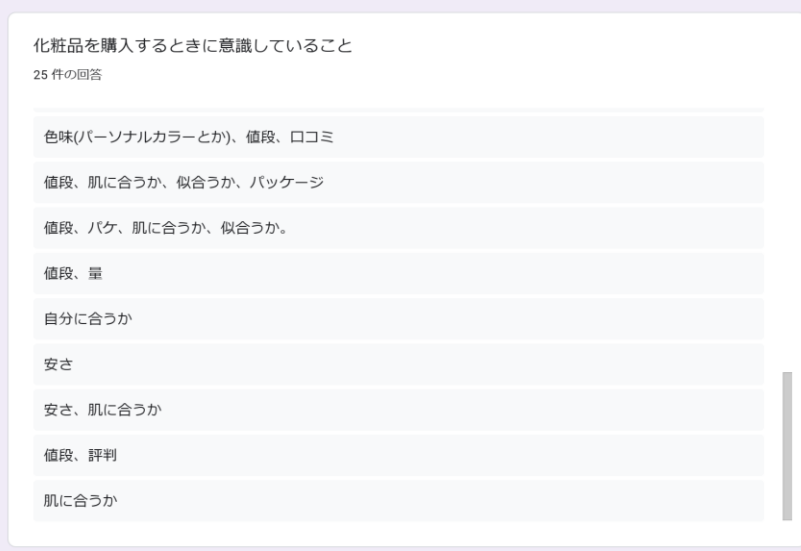 化粧品を購入するときに意識していること
25 件の回答
色味(パーソナルカラーとか)、値段、口コミ
値段、肌に合うか、似合うか、パッケージ
値段、パケ、肌に合うか、似合うか。
値段、量
自分に合うか
安さ
安さ、肌に合うか
値段、評判
肌に合うか